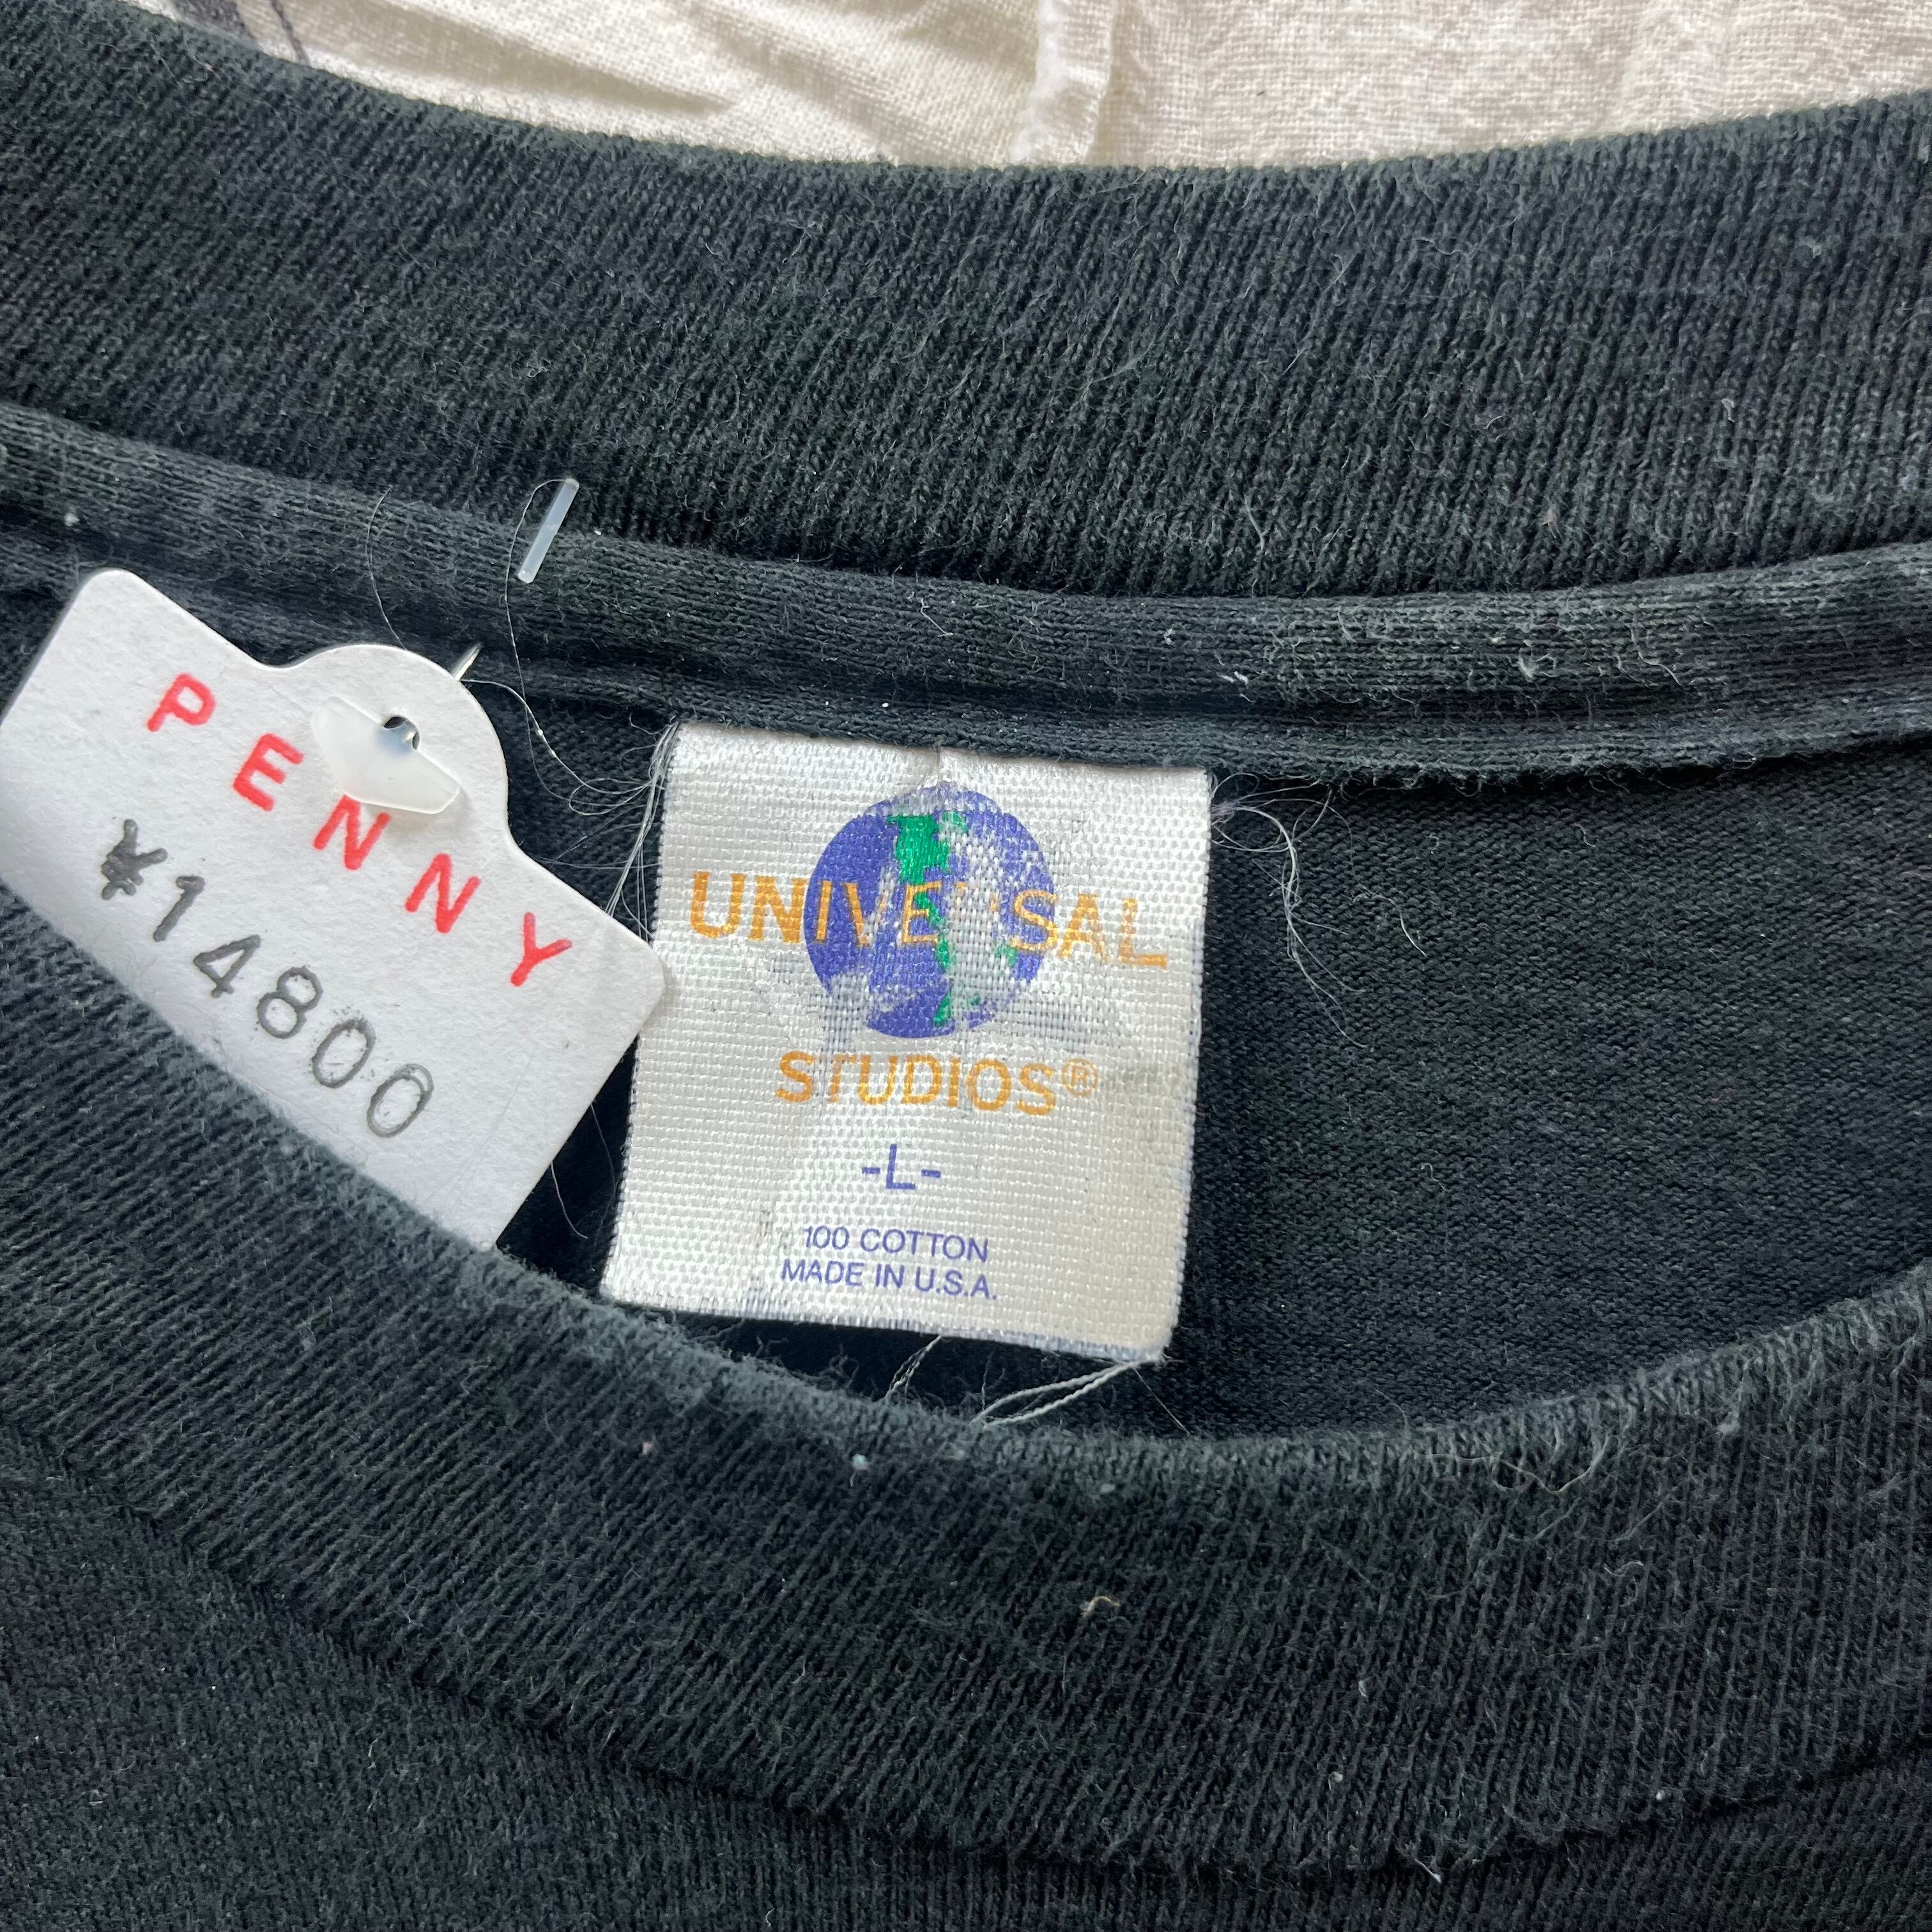 PENNY
¥14800
UNIVERSAL
STUDIOS®
-L-
100 COTTON
MADE IN U.S.A.